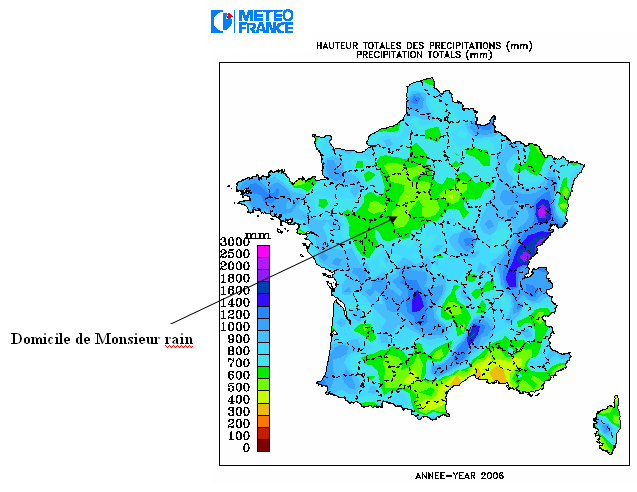 METEO
FRANCE
HAUTEUR TOTALES DES PRECIPITATIONS (mm)
PRECIPITATION TOTALS (mm)
mm
3000
2500
2000
1800
1600
1400
1200
1000
900
800
700
600
500
400
300
200
100
0
Domicile de Monsieur rain
ANNEE-YEAR 2006